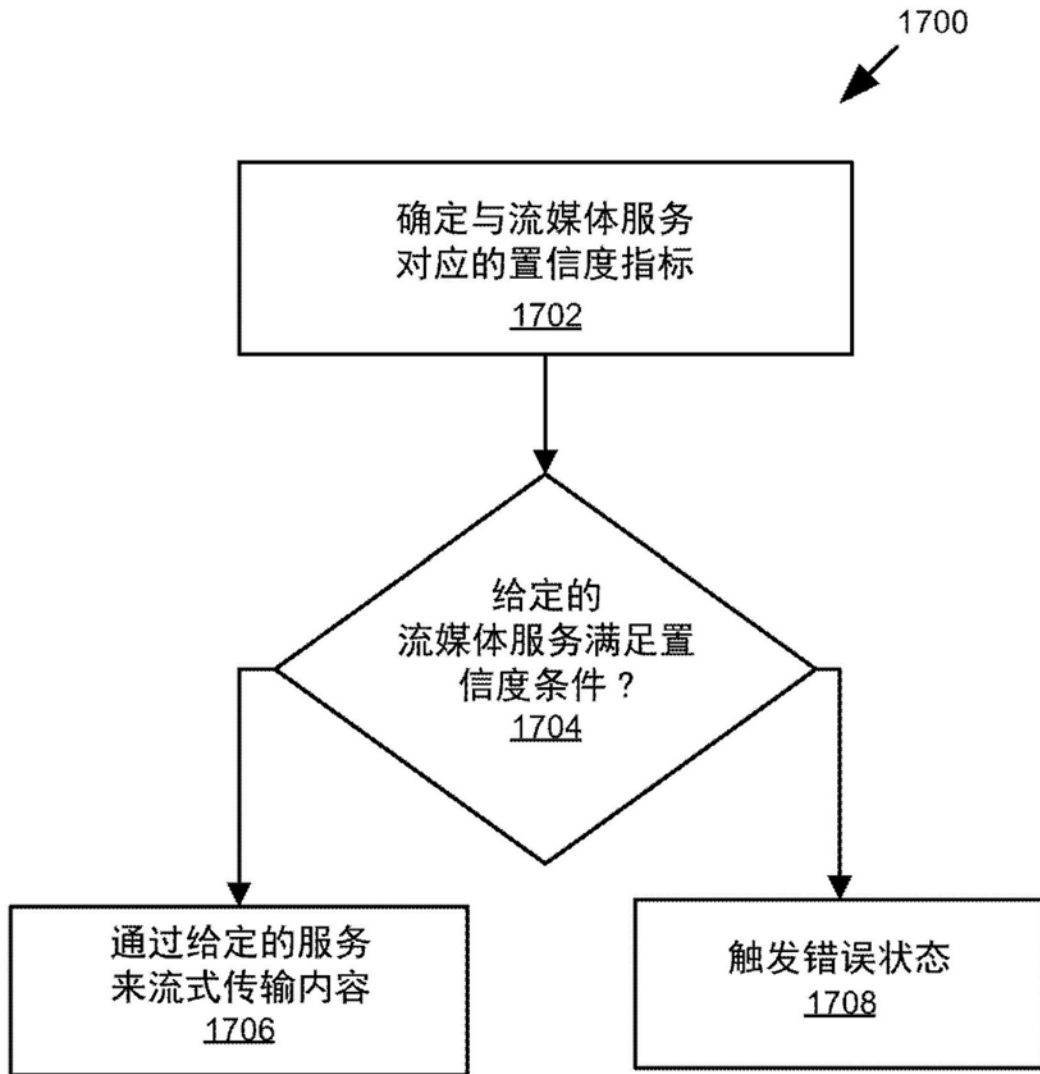 1700
确定与流媒体服务
对应的置信度指标
1702
给定的
流媒体服务满足置
信度条件？
1704
通过给定的服务
来流式传输内容
1706
触发错误状态
1708